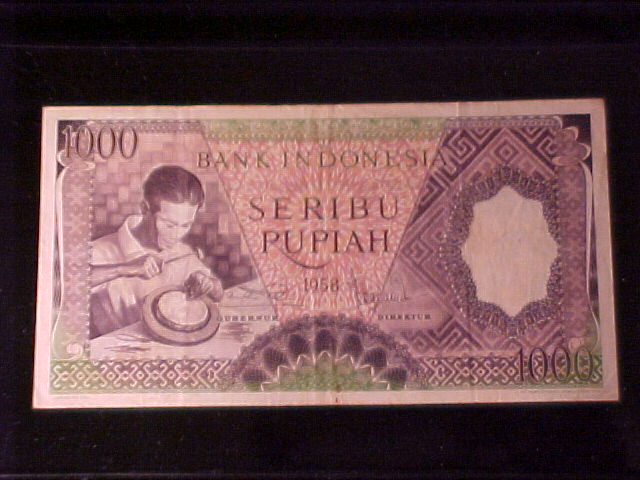 1000
BANK INDONESIA
SERIBU
PUPIAH
1958
GUBERNUR DIREKTUR
1000